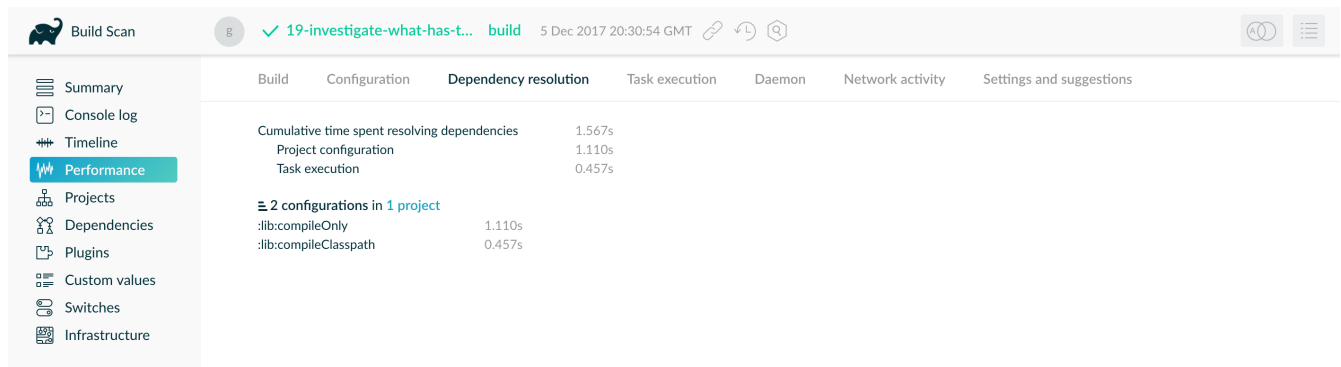 Build Scan
g 19-investigate-what-has-t... build 5 Dec 2017 20:30:54 GMT
Summary
Console log
Timeline
Performance
Projects
Dependencies
Plugins
Custom values
Switches
Infrastructure
Build Configuration Dependency resolution Task execution Daemon Network activity Settings and suggestions
Cumulative time spent resolving dependencies 1.567s
Project configuration 1.110s
Task execution 0.457s
2 configurations in 1 project
:lib:compileOnly 1.110s
:lib:compileClasspath 0.457s